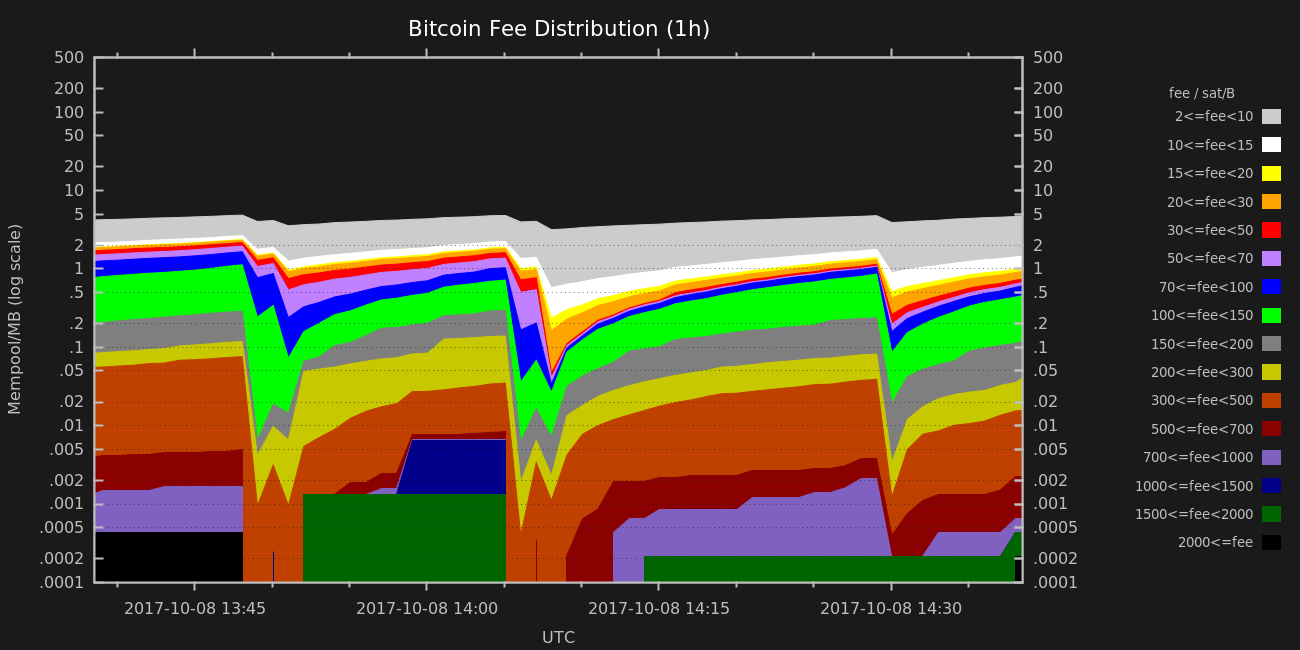 Bitcoin Fee Distribution (1h)
Mempool/MB (log scale)
500
200
100
50
20
10
5
2
1
.5
.2
.1
.05
.02
.01
.005
.002
.001
.0005
.0002
.0001
500
200
100
50
20
10
5
2
1
.5
.2
.1
.05
.02
.01
.005
.002
.001
.0005
.0002
.0001
2017-10-08 13:45
2017-10-08 14:00
2017-10-08 14:15
2017-10-08 14:30
UTC
fee / sat/B
2<=fee<10
10<=fee<15
15<=fee<20
20<=fee<30
30<=fee<50
50<=fee<70
70<=fee<100
100<=fee<150
150<=fee<200
200<=fee<300
300<=fee<500
500<=fee<700
700<=fee<1000
1000<=fee<1500
1500<=fee<2000
2000<=fee